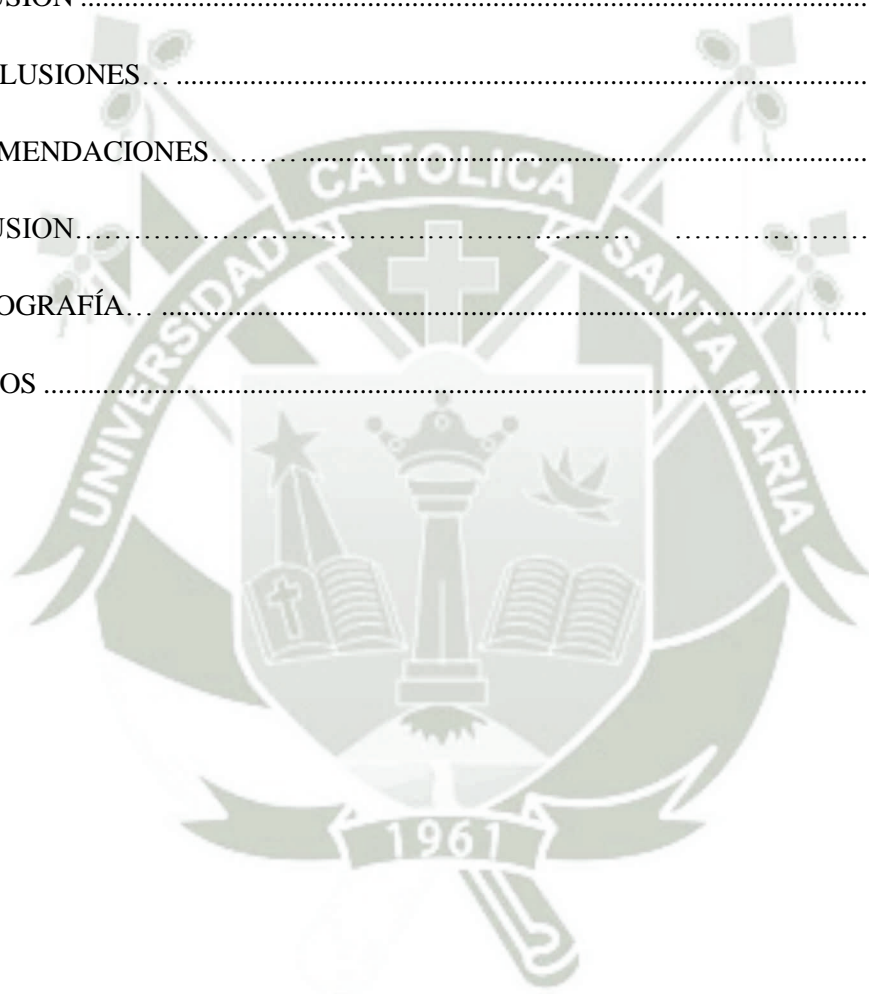 USION ....................................................................................................
LUSIONES… ....................................................................................
MENDACIONES……… ..............................................................
USION……………………………………………… ………………
OGRAFÍA… ....................................................................................
OS ..........................................................................................................
UNIVERSIDAD CATOLICA SANTA MARIA
1961